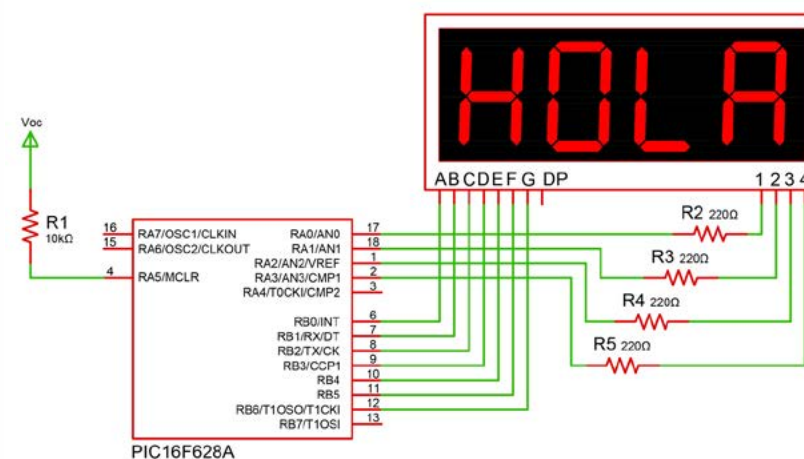 HOLA
A B C D E F G DP 1 2 3 4
Voc
R1
10kΩ
R2 220Ω
R3 220Ω
R4 220Ω
R5 220Ω
16 RA7/OSC1/CLKIN
15 RA6/OSC2/CLKOUT
4 RA5/MCLR
RA0/AN0 17
RA1/AN1 18
RA2/AN2/VREF 1
RA3/AN3/CMP1 2
RA4/T0CKI/CMP2 3
RB0/INT 6
RB1/RX/DT 7
RB2/TX/CK 8
RB3/CCP1 9
RB4 10
RB5 11
RB6/T1OSO/T1CKI 12
RB7/T1OSI 13
PIC16F628A